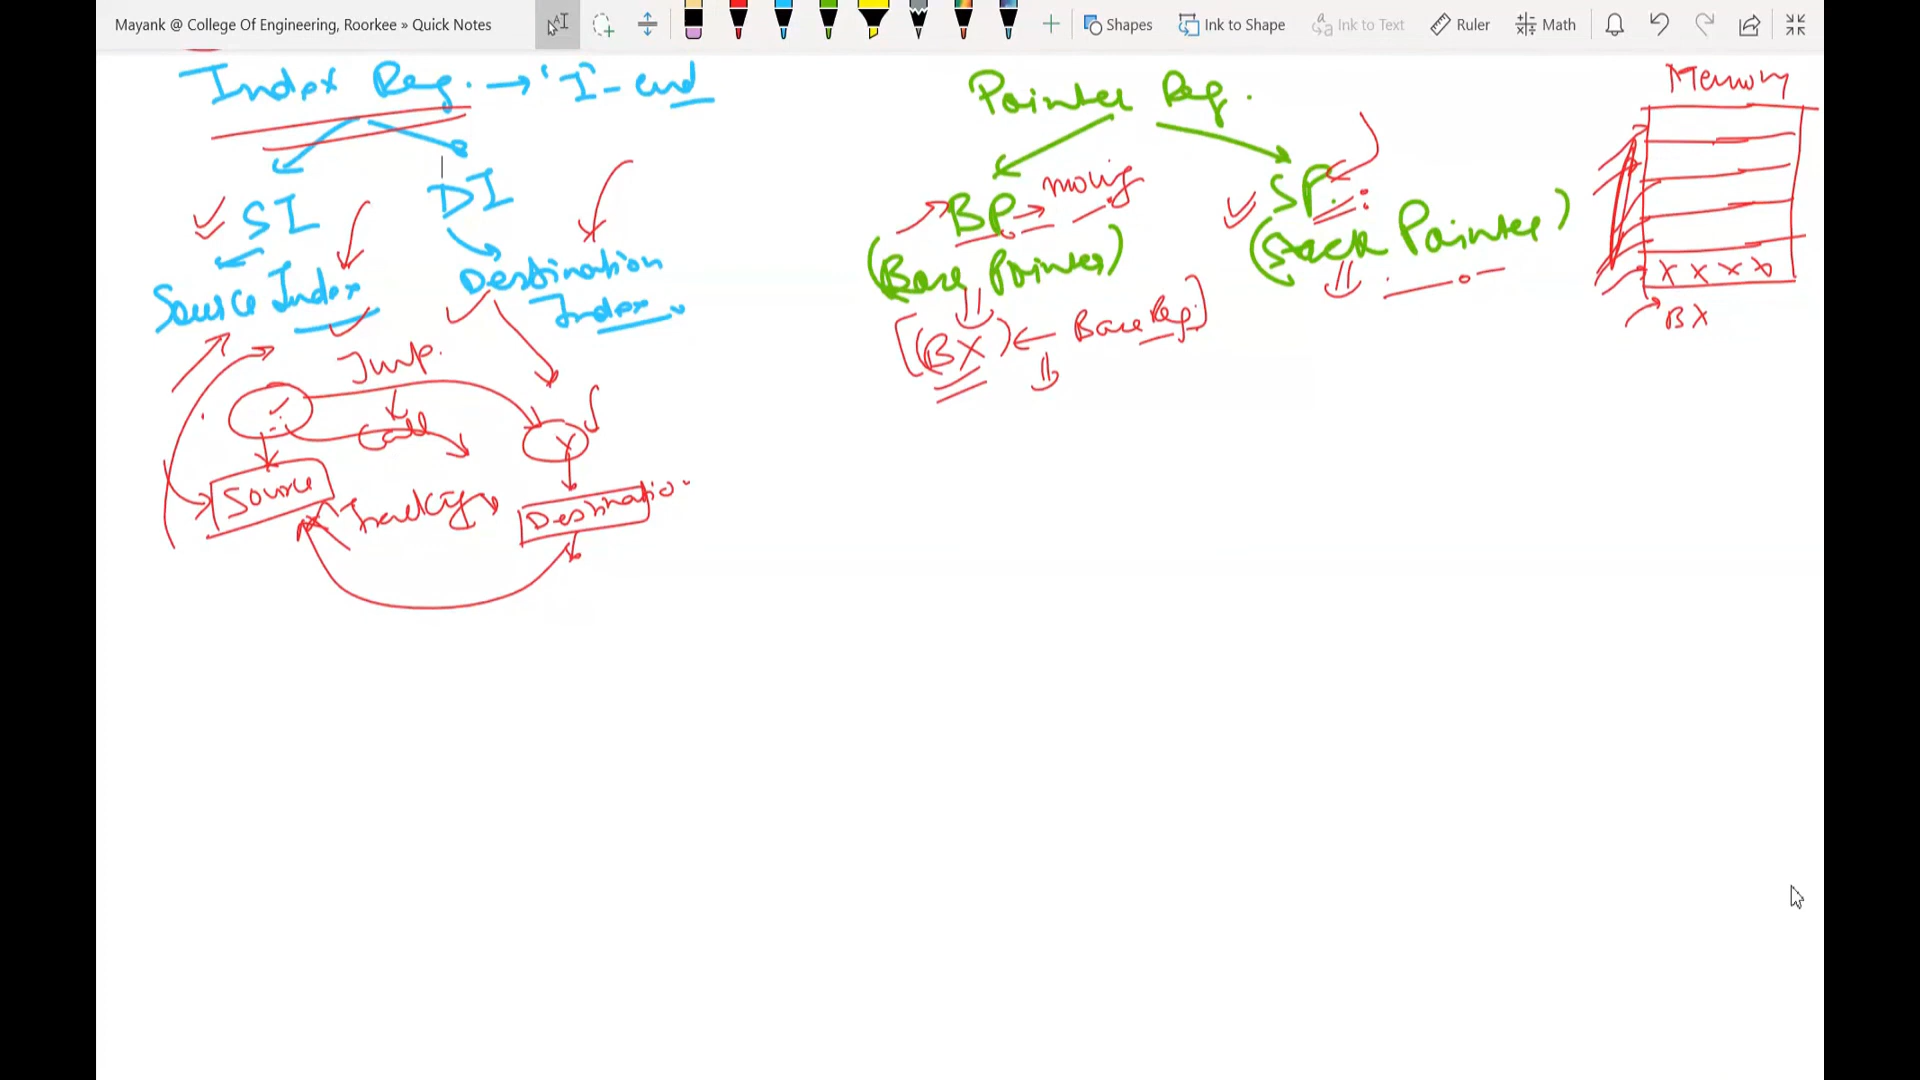 Mayank @ College Of Engineering, Roorkee » Quick Notes
Shapes
Ink to Shape
Ink to Text
Ruler
Math
Index Reg. → 'I'-end
SI
DI
Source Index
Destination
Index
Jump.
Call
Source
Tracking
Y
Destination
Pointer Reg.
BP → moving
(Base Pointer)
[(BX) ← Base Reg.]
SP
(Stack Pointer)
Memory
X X X X
BX